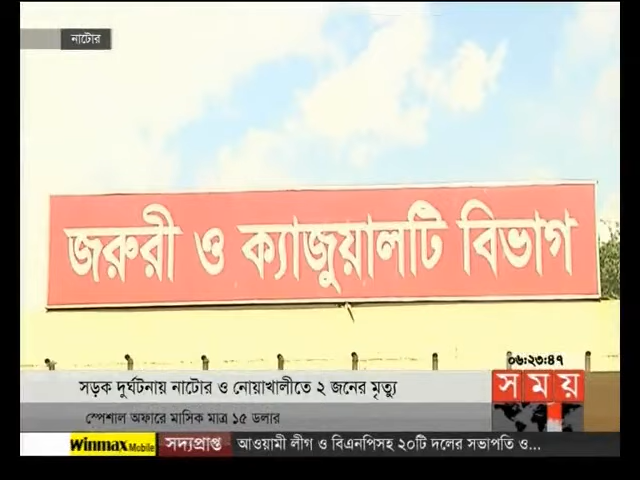 নাটোর
জরুরী ও ক্যাজুয়ালটি বিভাগ
০৬:২৩:৪৭
সড়ক দুর্ঘটনায় নাটোর ও নোয়াখালীতে ২ জনের মৃত্যু
সময়
স্পেশাল অফারে মাসিক মাত্র ১৫ ডলার
Winmax Mobile সদ্যপ্রাপ্ত আওয়ামী লীগ ও বিএনপিসহ ২০টি দলের সভাপতি ও...